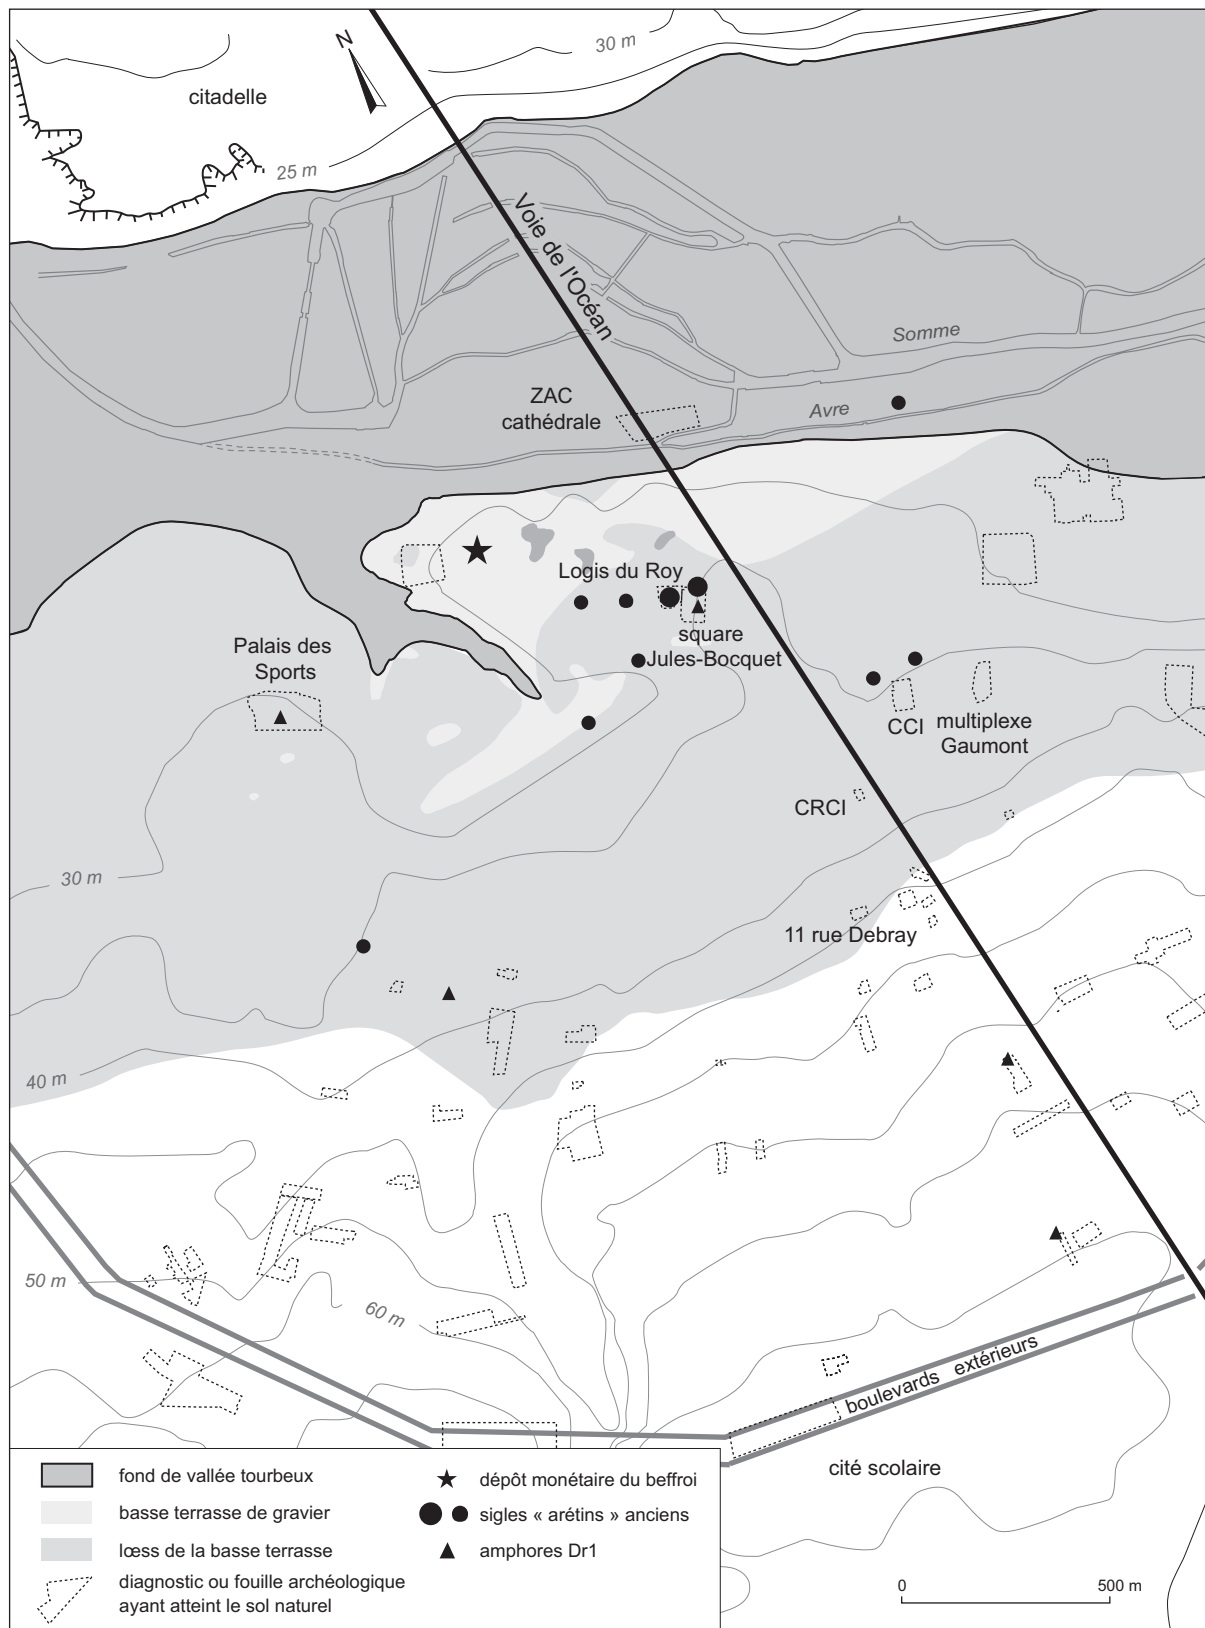 N
30 m
citadelle
25 m
Voie de l'Océan
Somme
ZAC
cathédrale
Avre
Logis du Roy
square
Jules-Bocquet
Palais des
Sports
CCI
multiplexe
Gaumont
CRCI
30 m
11 rue Debray
40 m
50 m
60 m
boulevards extérieurs
cité scolaire
fond de vallée tourbeux
basse terrasse de gravier
lœss de la basse terrasse
diagnostic ou fouille archéologique
ayant atteint le sol naturel
dépôt monétaire du beffroi
sigles « arétins » anciens
amphores Dr1
0
500 m